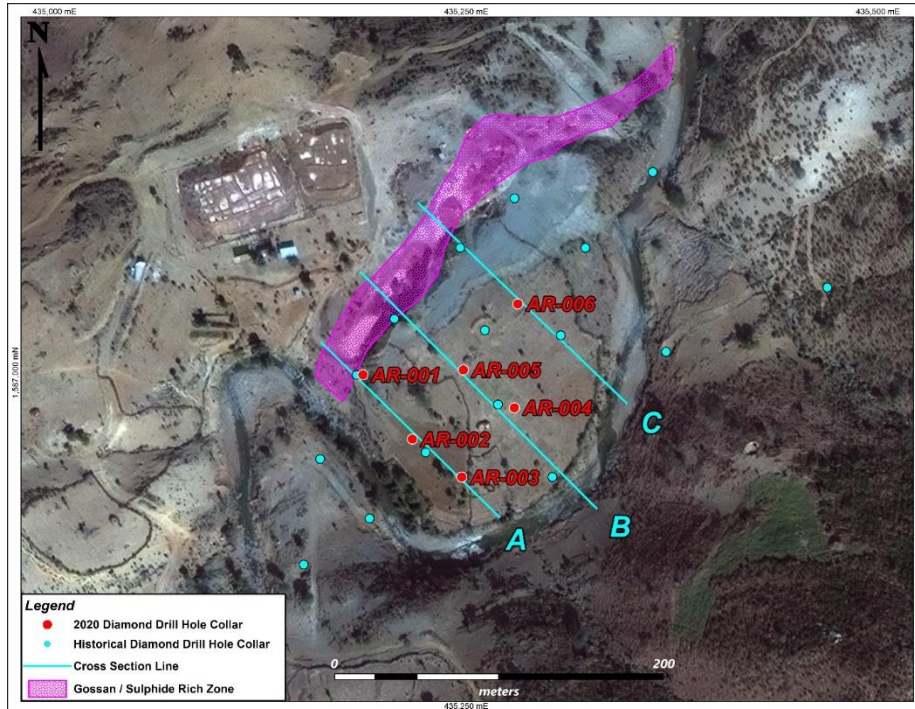 435,000 mE
435,250 mE
435,500 mE
N
1,587,000 mN
AR-006
AR-001
AR-005
AR-004
AR-002
AR-003
C
B
A
Legend
2020 Diamond Drill Hole Collar
Historical Diamond Drill Hole Collar
Cross Section Line
Gossan / Sulphide Rich Zone
0
200
meters
435,250 mE